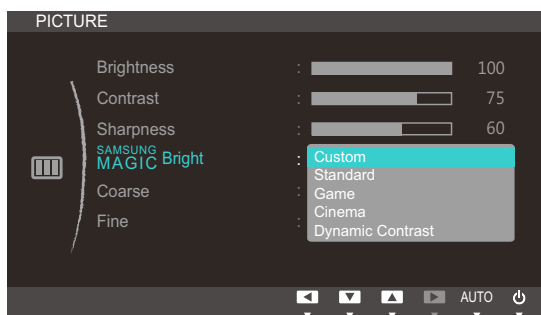 PICTURE
Brightness : 100
Contrast : 75
Sharpness : 60
SAMSUNG
MAGIC Bright : Custom
Standard
Coarse : Game
Cinema
Fine : Dynamic Contrast
AUTO